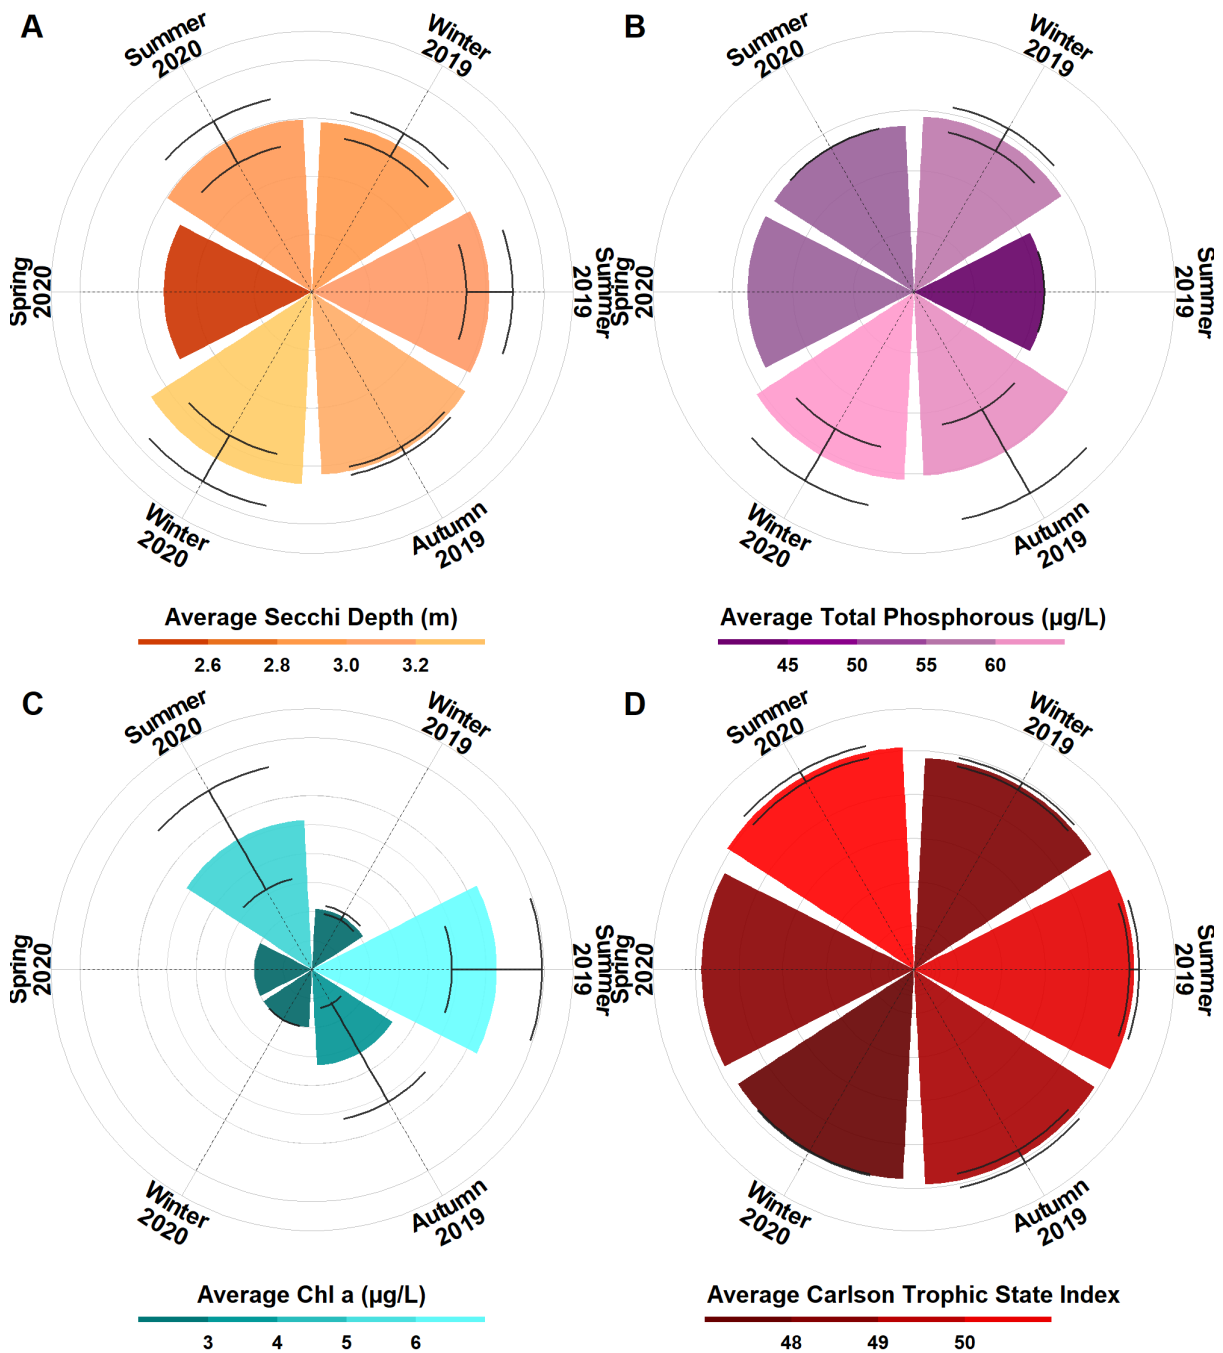 A
Summer
2020
Winter
2019
Summer
2019
Autumn
2019
Winter
2020
Spring
2020
Average Secchi Depth (m)
2.6 2.8 3.0 3.2
B
Summer
2020
Winter
2019
Summer
2019
Autumn
2019
Winter
2020
Spring
2020
Average Total Phosphorous (µg/L)
45 50 55 60
C
Summer
2020
Winter
2019
Summer
2019
Autumn
2019
Winter
2020
Spring
2020
Average Chl a (µg/L)
3 4 5 6
D
Summer
2020
Winter
2019
Summer
2019
Autumn
2019
Winter
2020
Spring
2020
Average Carlson Trophic State Index
48 49 50